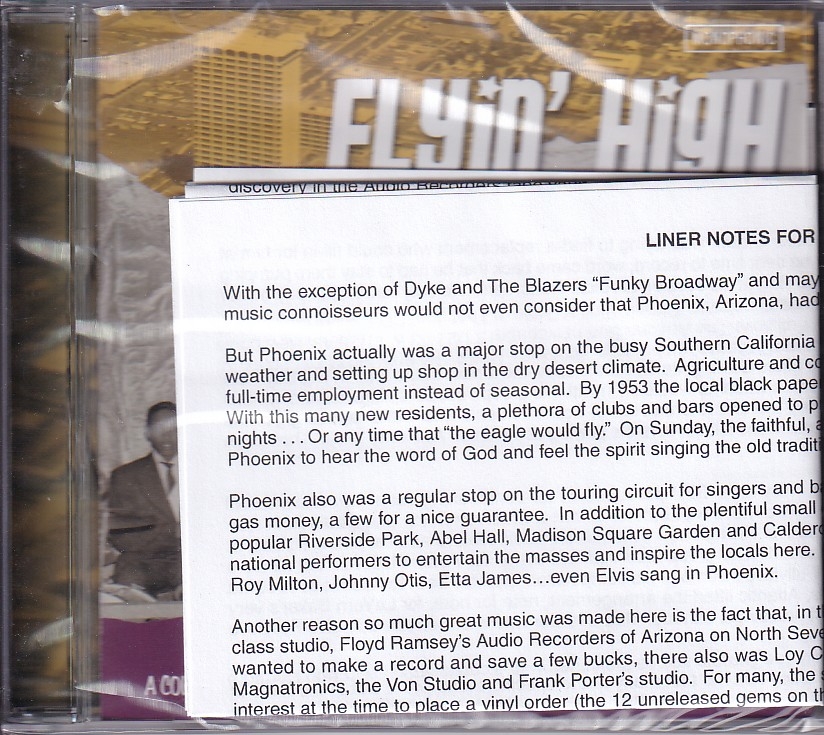 FLYiN' HiGH
discovery in the Audio Recorders
LINER NOTES FOR
With the exception of Dyke and The Blazers “Funky Broadway” and may
music connoisseurs would not even consider that Phoenix, Arizona, had
But Phoenix actually was a major stop on the busy Southern California
weather and setting up shop in the dry desert climate. Agriculture and co
full-time employment instead of seasonal. By 1953 the local black pape
With this many new residents, a plethora of clubs and bars opened to p
nights . . . Or any time that “the eagle would fly.” On Sunday, the faithful, a
Phoenix to hear the word of God and feel the spirit singing the old traditi
Phoenix also was a regular stop on the touring circuit for singers and ba
gas money, a few for a nice guarantee. In addition to the plentiful small
popular Riverside Park, Abel Hall, Madison Square Garden and Caldero
national performers to entertain the masses and inspire the locals here.
Roy Milton, Johnny Otis, Etta James...even Elvis sang in Phoenix.
Another reason so much great music was made here is the fact that, in t
class studio, Floyd Ramsey's Audio Recorders of Arizona on North Seve
wanted to make a record and save a few bucks, there also was Loy C
Magnatronics, the Von Studio and Frank Porter's studio. For many, the s
interest at the time to place a vinyl order (the 12 unreleased gems on th
A CO